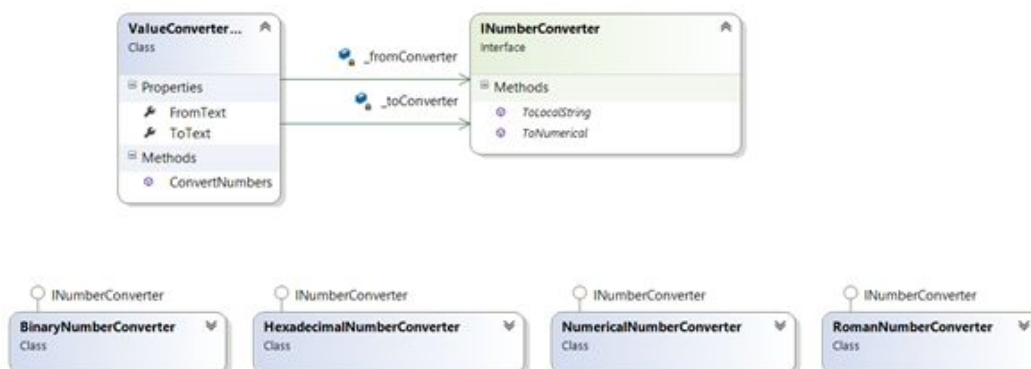 ValueConverter...
Class
Properties
FromText
ToText
Methods
ConvertNumbers
_fromConverter
_toConverter
INumberConverter
Interface
Methods
ToLocalString
ToNumerical
INumberConverter
BinaryNumberConverter
Class
INumberConverter
HexadecimalNumberConverter
Class
INumberConverter
NumericalNumberConverter
Class
INumberConverter
RomanNumberConverter
Class